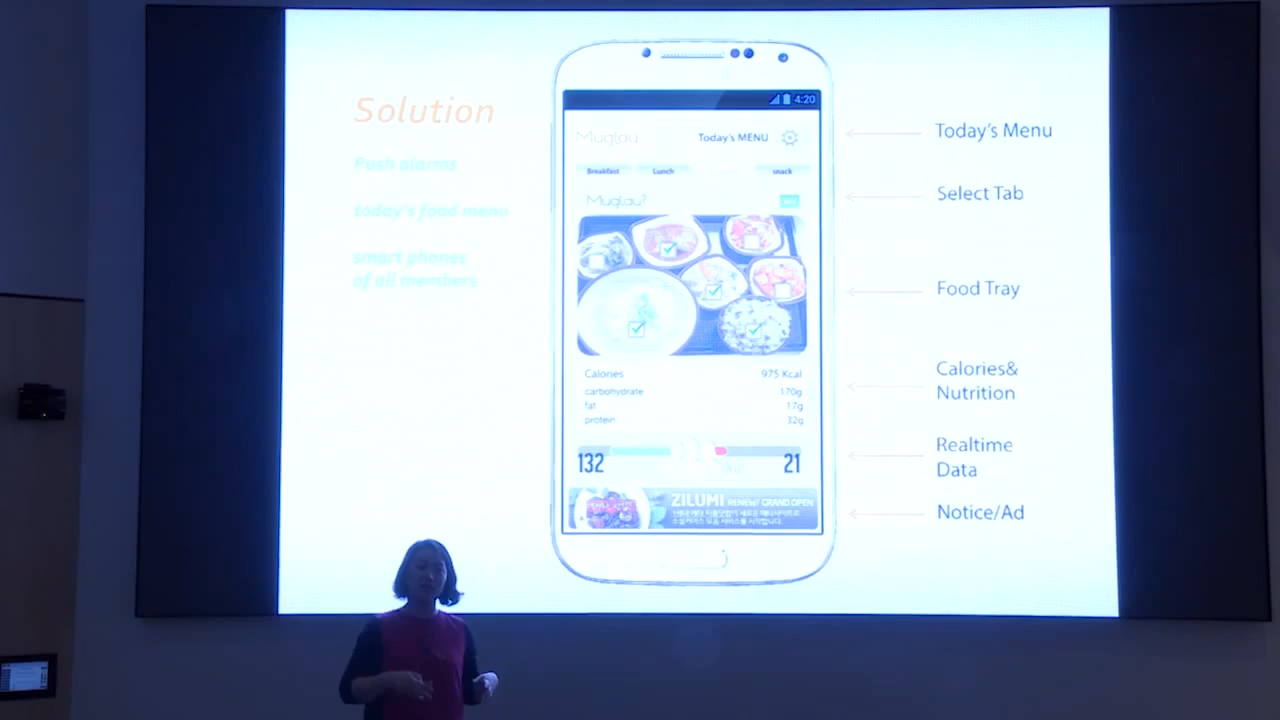 Solution
Push alarms
today's food menu
smart phones
of all members
4:20
Muglau
Today's MENU
Breakfast
Lunch
snack
Muglau?
Calories
975 Kcal
carbohydrate
170g
fat
17g
protein
32g
132
21
ZILUMI RENEW/ GRAND OPEN
Today's Menu
Select Tab
Food Tray
Calories&
Nutrition
Realtime
Data
Notice/Ad